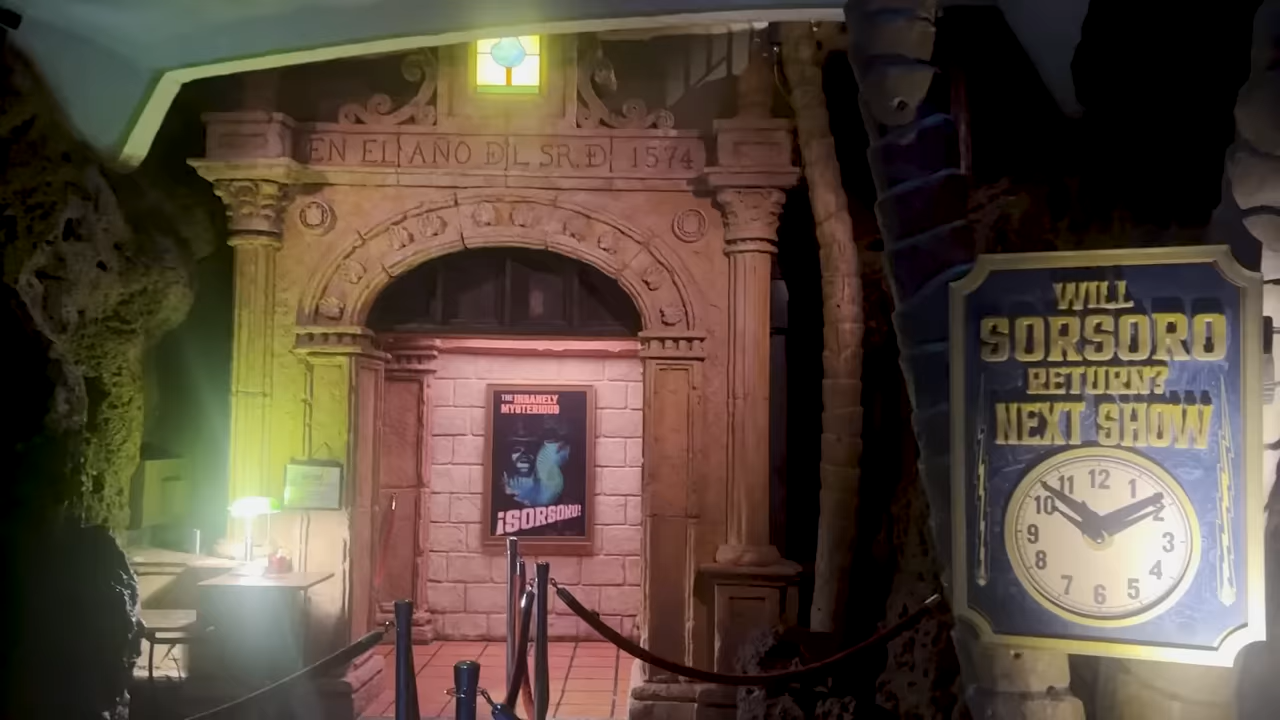 EN EL AÑO DL SR.D 1574
THE INSANELY
MYSTERIOUS
¡SORSORO!
WILL
SORSORO
RETURN?
NEXT SHOW
12
11 1
10 2
9 3
8 4
7 5
6